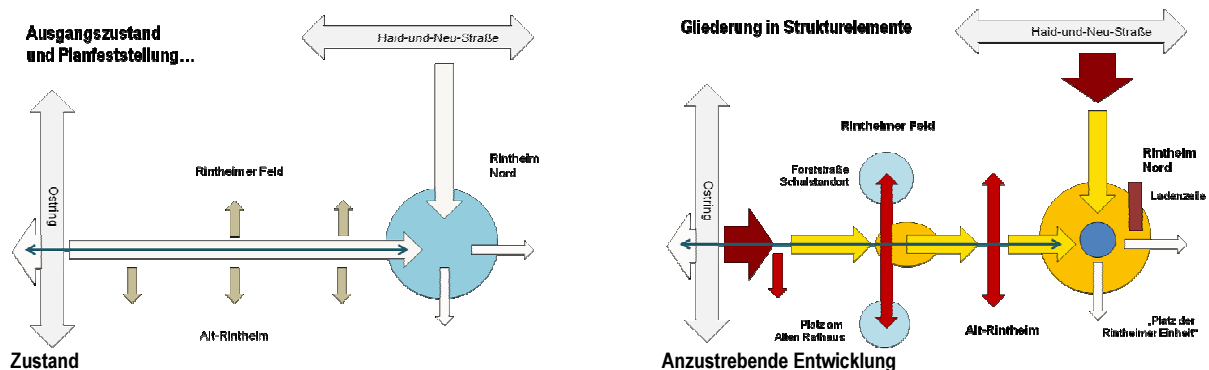 Ausgangszustand
und Planfeststellung…
Haid-und-Neu-Straße
Ostring
Rintheimer Feld
Rintheim
Nord
Alt-Rintheim
Zustand
Gliederung in Strukturelemente
Haid-und-Neu-Straße
Ostring
Rintheimer Feld
Forststraße
Schulstandort
Rintheim
Nord
Ladenzeile
Platz am
Alten Rathaus
Alt-Rintheim
„Platz der
Rintheimer Einheit"
Anzustrebende Entwicklung